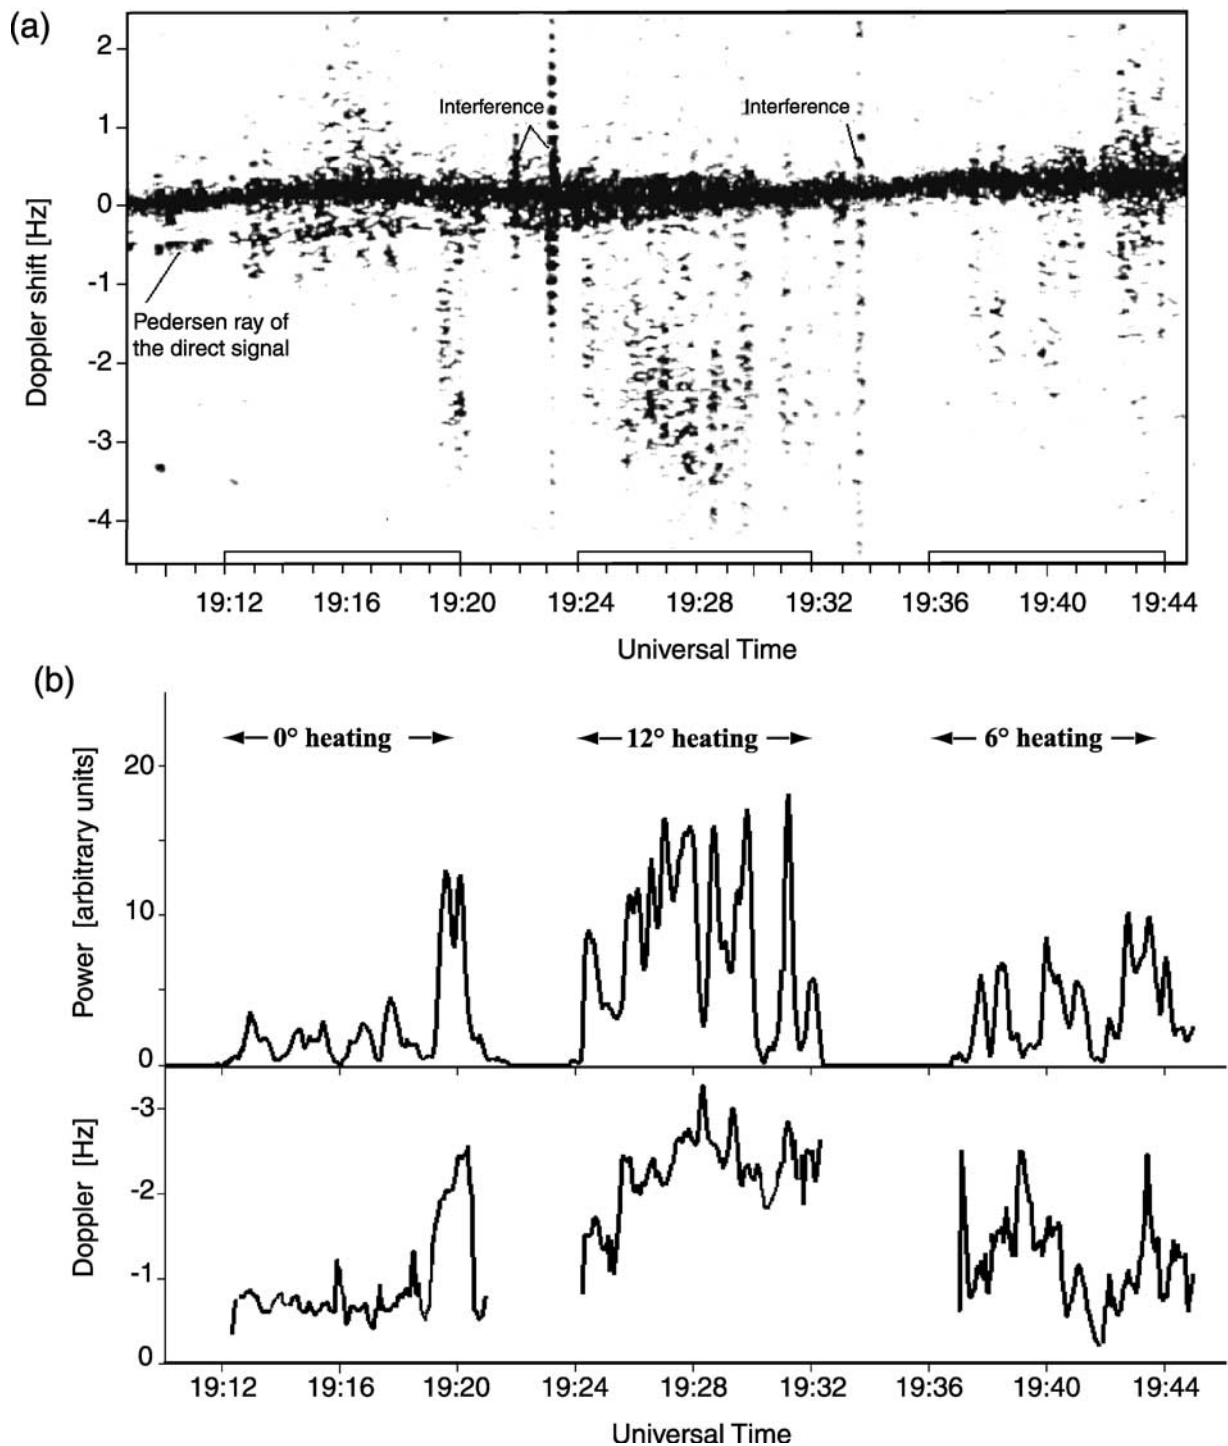 (a)
Doppler shift [Hz]
2
1
0
-1
-2
-3
-4
Interference
Interference
Pedersen ray of
the direct signal
19:12 19:16 19:20 19:24 19:28 19:32 19:36 19:40 19:44
Universal Time
(b)
Power [arbitrary units]
20
10
0
0° heating 12° heating 6° heating
Doppler [Hz]
-3
-2
-1
0
19:12 19:16 19:20 19:24 19:28 19:32 19:36 19:40 19:44
Universal Time